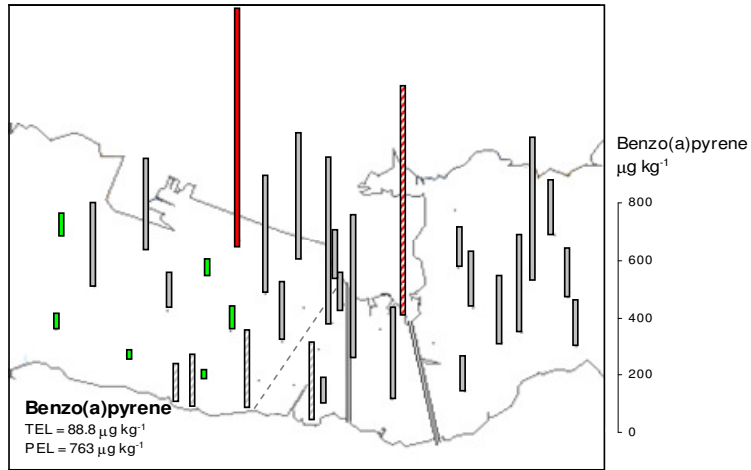 Benzo(a)pyrene
μg kg-1
800
600
400
200
0
Benzo(a)pyrene
TEL = 88.8 μg kg-1
PEL = 763 μg kg-1